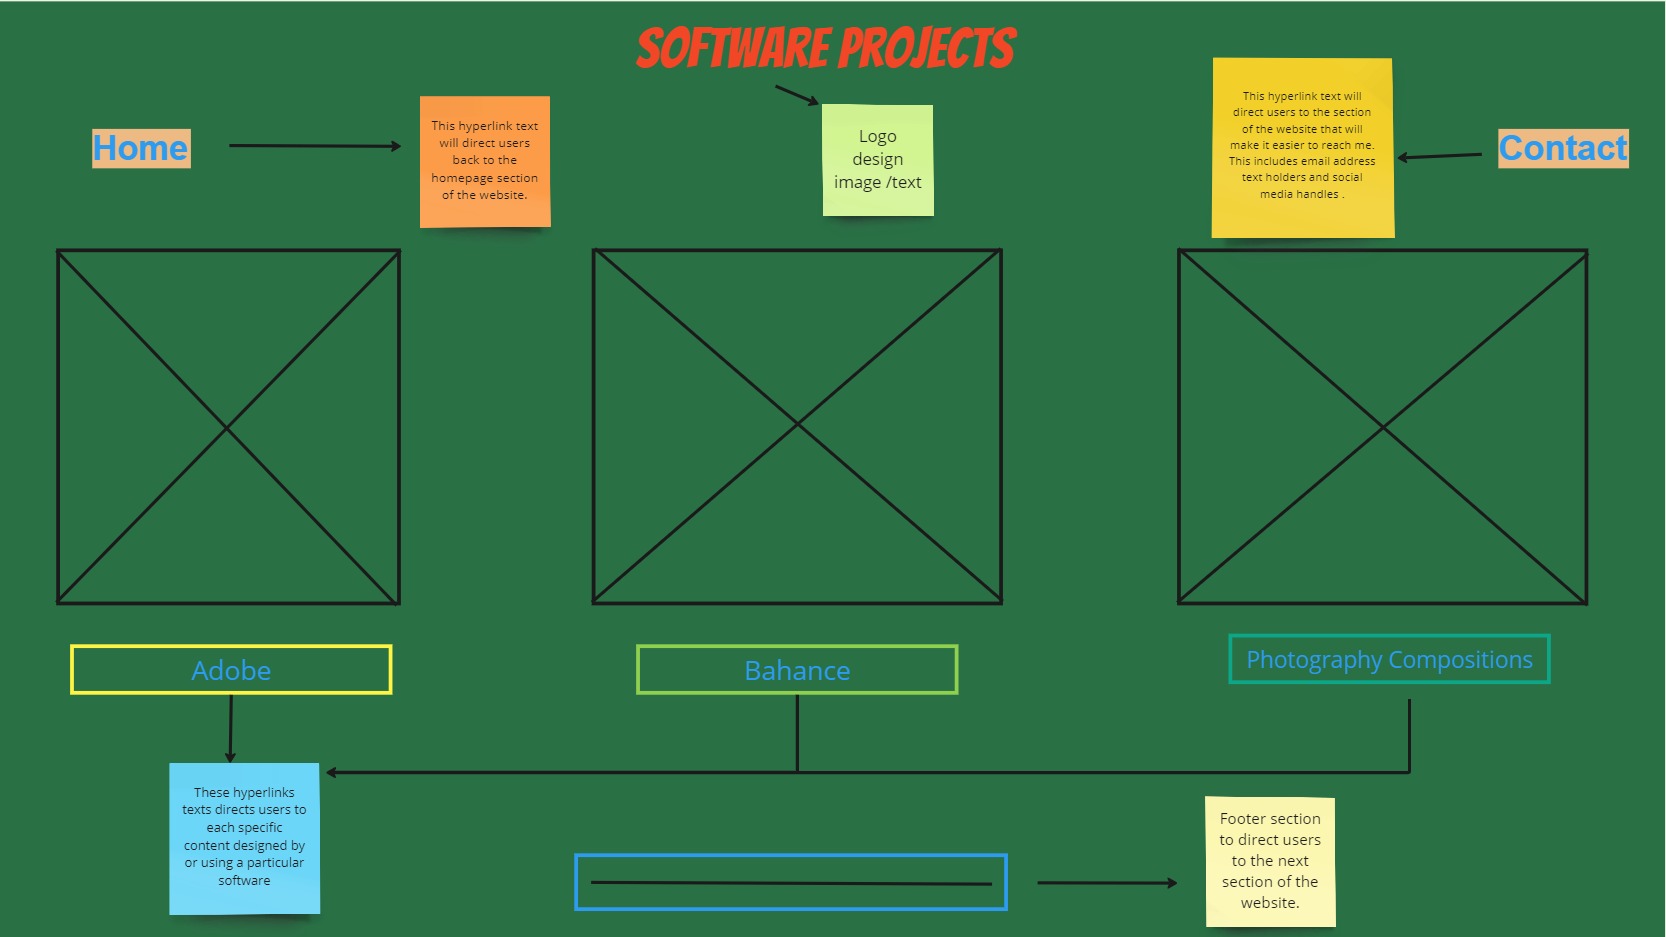 SOFTWARE PROJECTS
Home
This hyperlink text
will direct users
back to the
homepage section
of the website.
Logo
design
image /text
This hyperlink text will
direct users to the section
of the website that will
make it easier to reach me.
This includes email address
text holders and social
media handles .
Contact
Adobe
Bahance
Photography Compositions
These hyperlinks
texts directs users to
each specific
content designed by
or using a particular
software
Footer section
to direct users
to the next
section of the
website.